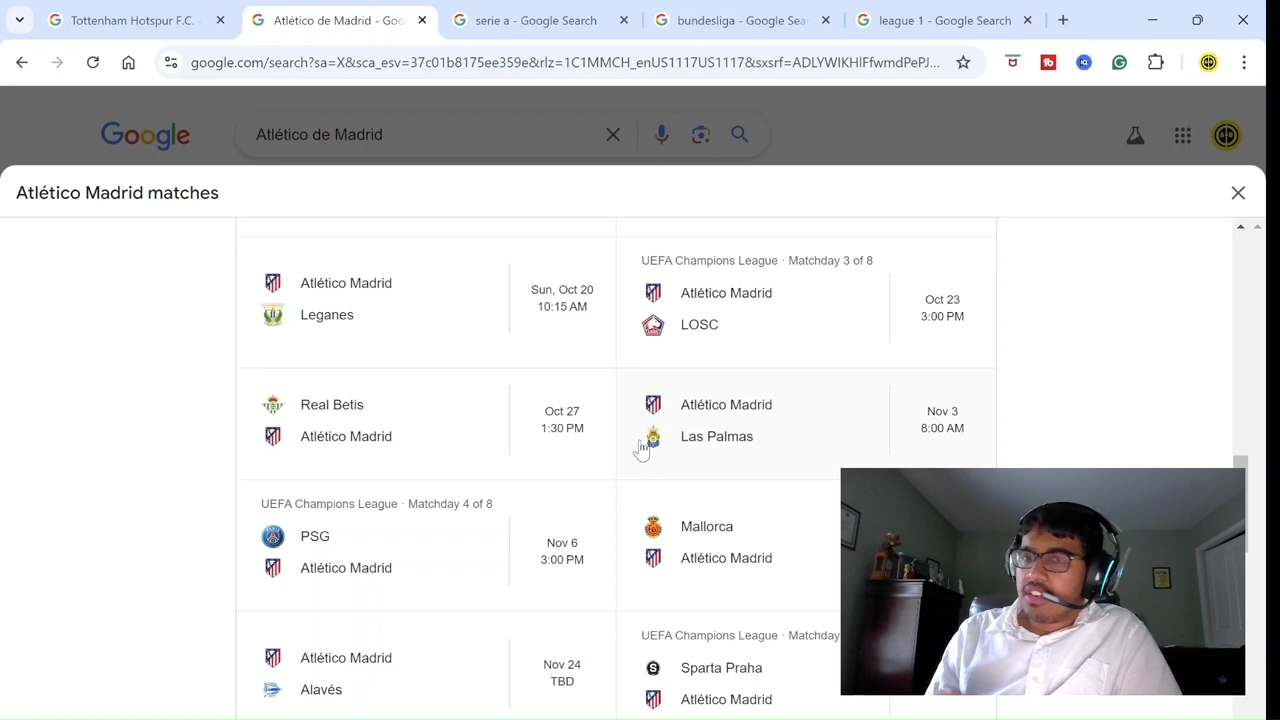 Tottenham Hotspur F.C. -
Atlético de Madrid - Goo
serie a - Google Search
bundesliga - Google Sea
league 1 - Google Search
google.com/search?sa=X&sca_esv=37c01b8175ee359e&rlz=1C1MMCH_enUS1117US1117&sxsrf=ADLYWIKHIFfwmdPePJ...
Google
Atlético de Madrid
Atlético Madrid matches
Atlético Madrid
Leganes
Sun, Oct 20
10:15 AM
UEFA Champions League · Matchday 3 of 8
Atlético Madrid
LOSC
Oct 23
3:00 PM
Real Betis
Atlético Madrid
Oct 27
1:30 PM
Atlético Madrid
Las Palmas
Nov 3
8:00 AM
UEFA Champions League · Matchday 4 of 8
PSG
Atlético Madrid
Nov 6
3:00 PM
Mallorca
Atlético Madrid
Atlético Madrid
Alavés
Nov 24
TBD
UEFA Champions League · Matchday
Sparta Praha
Atlético Madrid